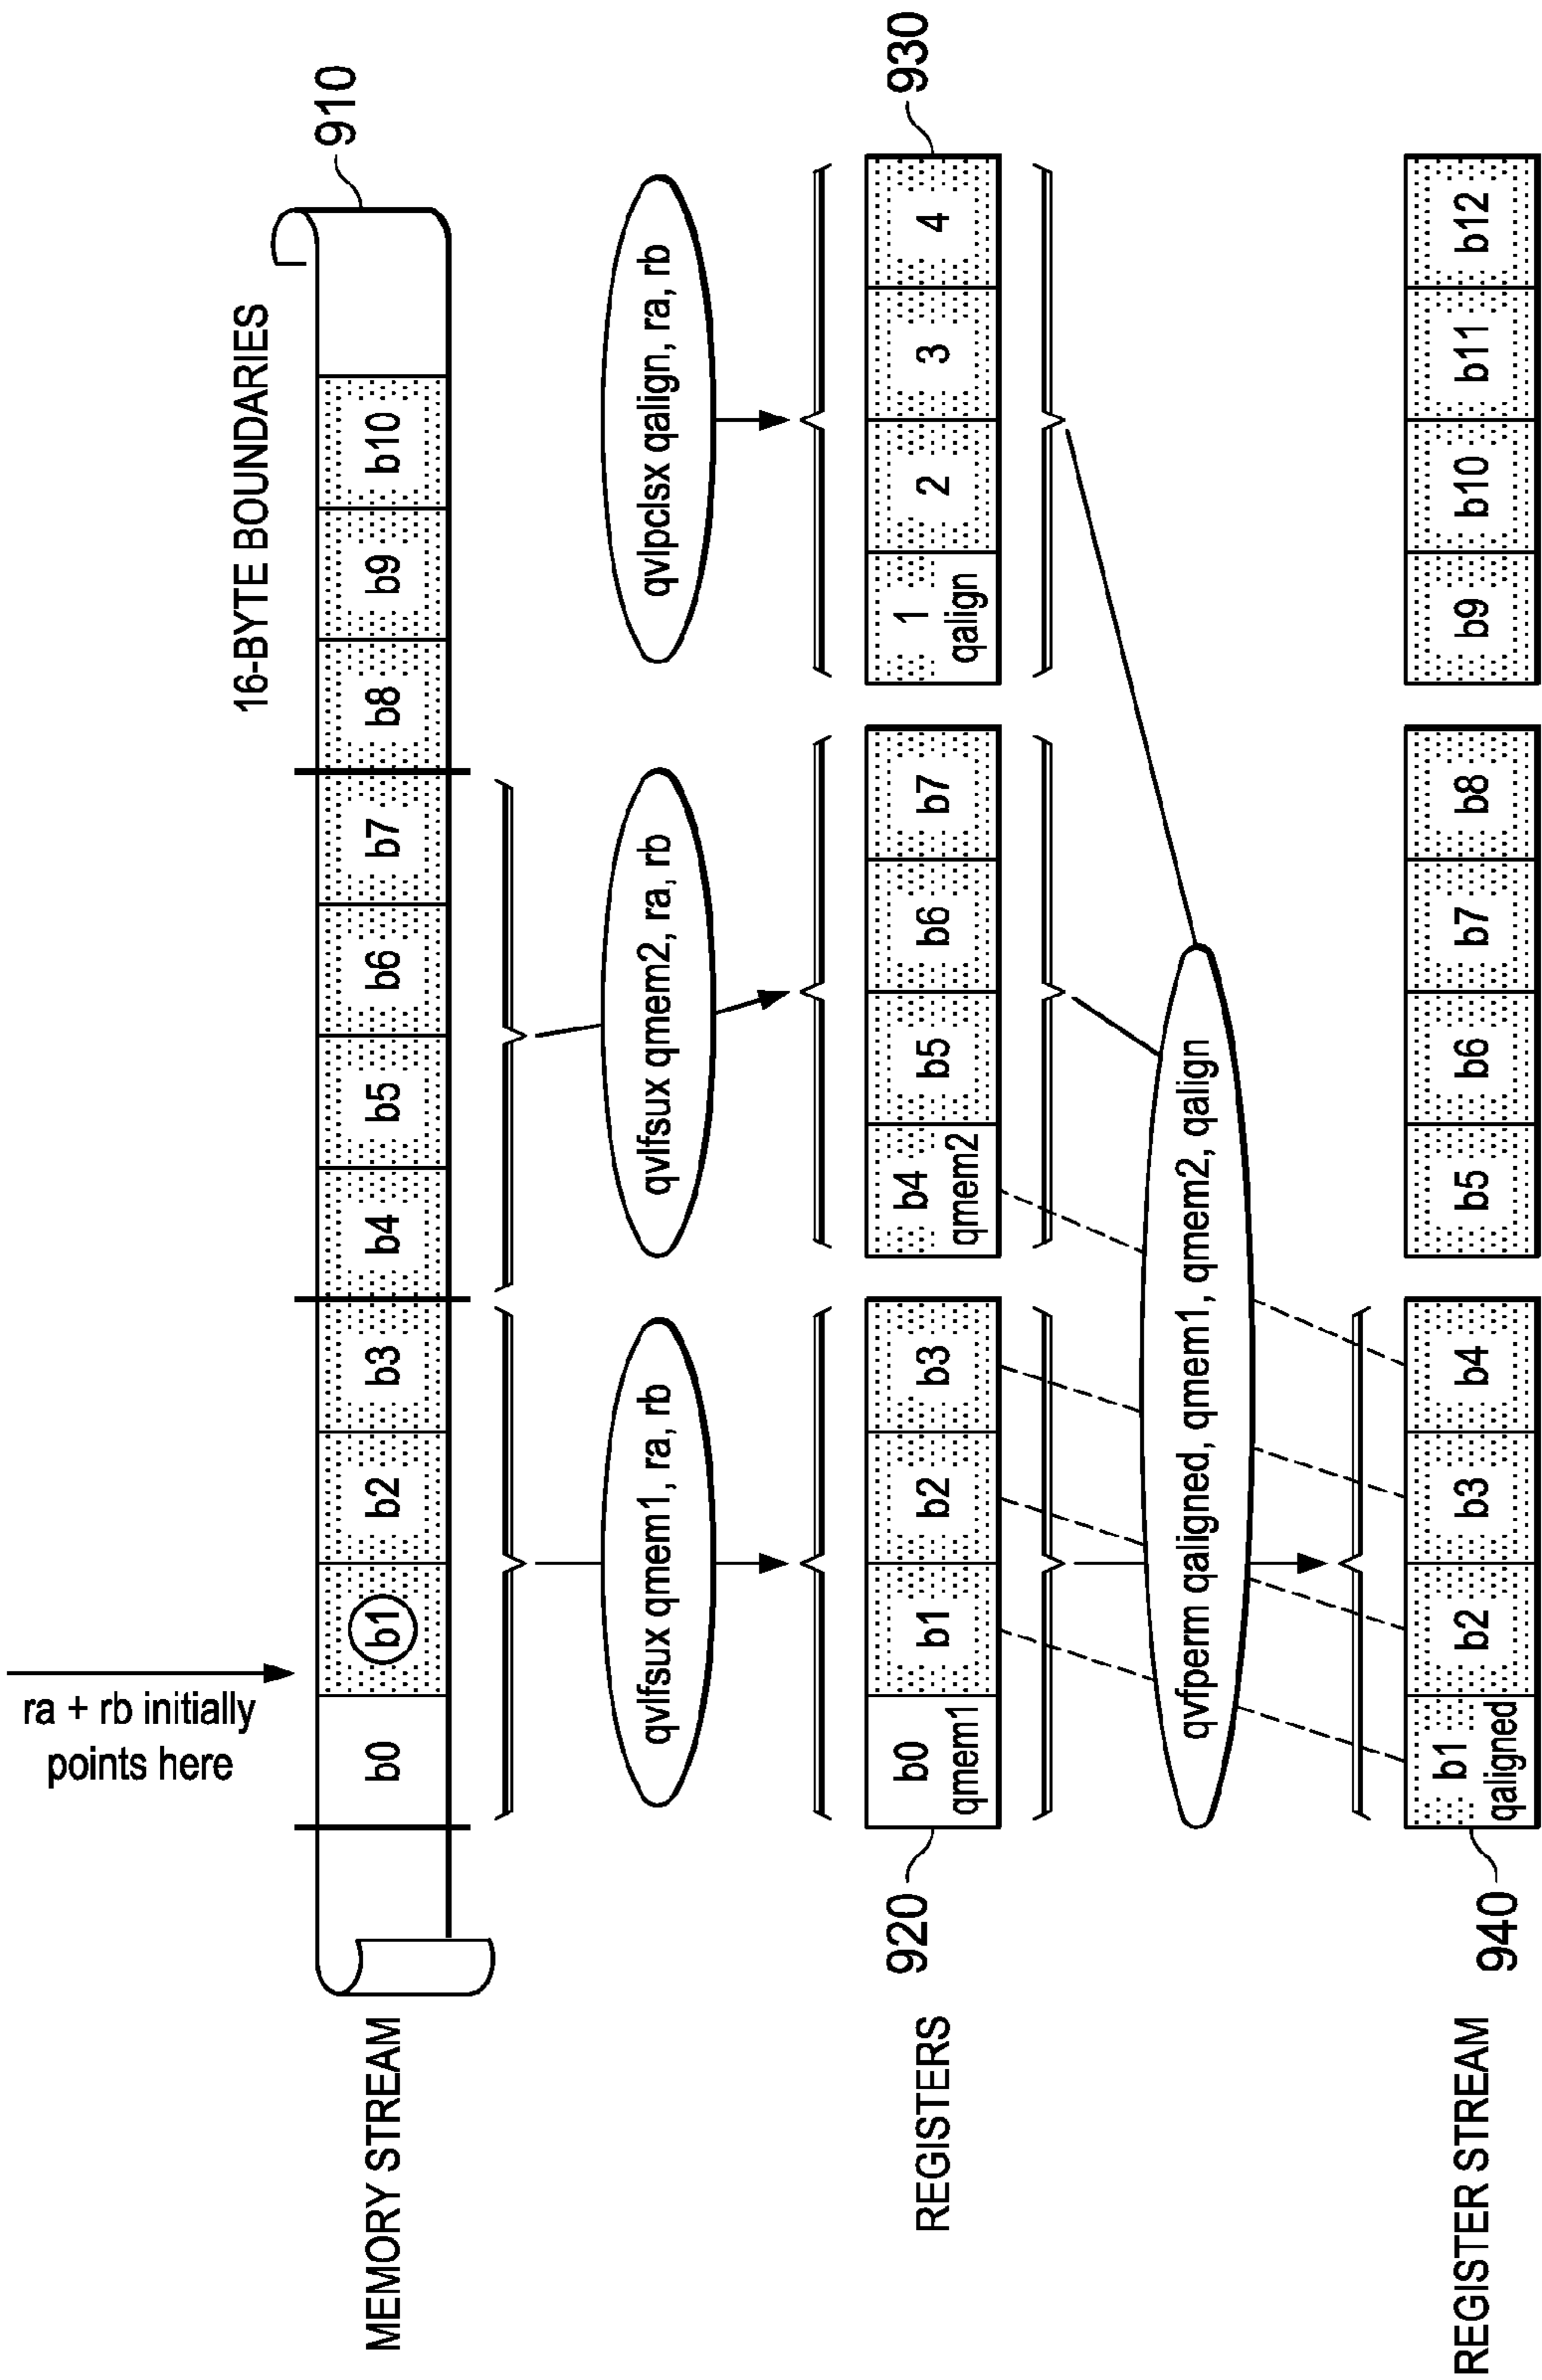 ra + rb initially
points here
16-BYTE BOUNDARIES
910
MEMORY STREAM
b0 b1 b2 b3 b4 b5 b6 b7 b8 b9 b10
qvlfsux qmem1, ra, rb
qvlfsux qmem2, ra, rb
qvlpclsx qalign, ra, rb
REGISTERS
920
b0 b1 b2 b3
qmem1
b4 b5 b6 b7
qmem2
1 2 3 4
qalign
930
qvfperm qaligned, qmem1, qmem2, qalign
REGISTER STREAM
940
b1 b2 b3 b4
qaligned
b5 b6 b7 b8
b9 b10 b11 b12